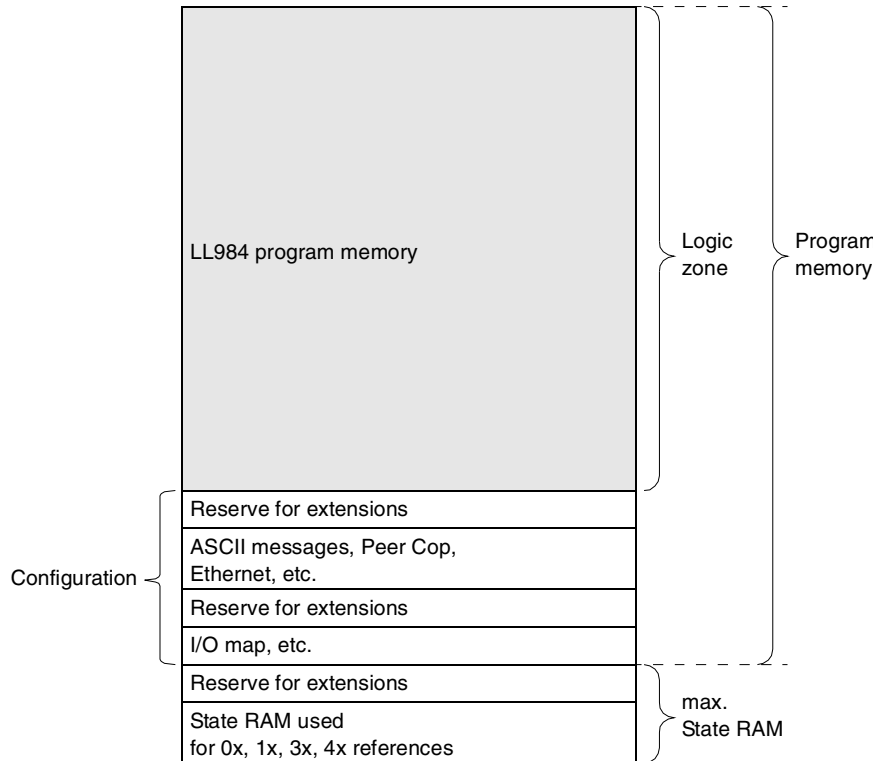 LL984 program memory
Logic
zone
Program
memory
Reserve for extensions
ASCII messages, Peer Cop,
Ethernet, etc.
Configuration
Reserve for extensions
I/O map, etc.
Reserve for extensions
max.
State RAM
State RAM used
for 0x, 1x, 3x, 4x references